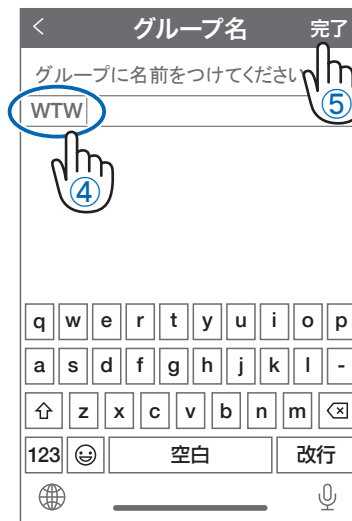 < グループ名 完了
グループに名前をつけてください
WTW
④ ⑤
q w e r t y u i o p
a s d f g h j k l -
z x c v b n m
123 空白 改行